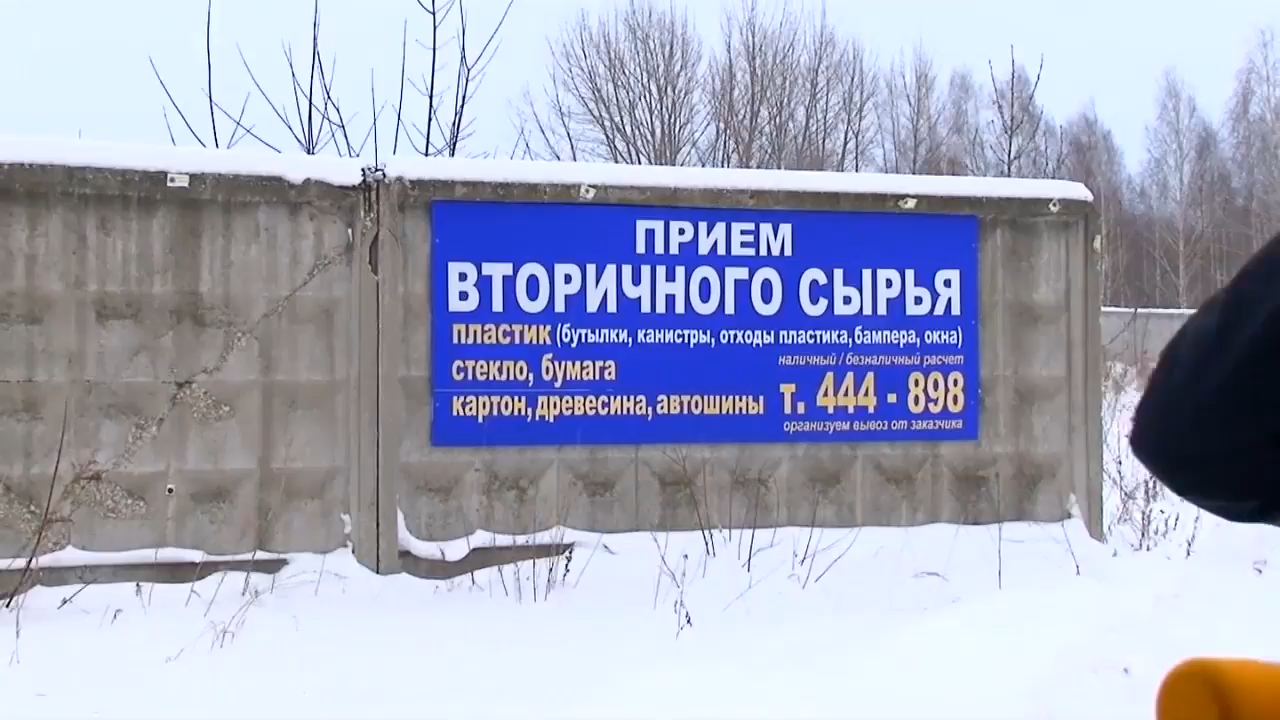 ПРИЕМ
ВТОРИЧНОГО СЫРЬЯ
пластик (бутылки, канистры, отходы пластика, бампера, окна)
наличный / безналичный расчет
стекло, бумага
картон, древесина, автошины
т. 444 - 898
организуем вывоз от заказчика